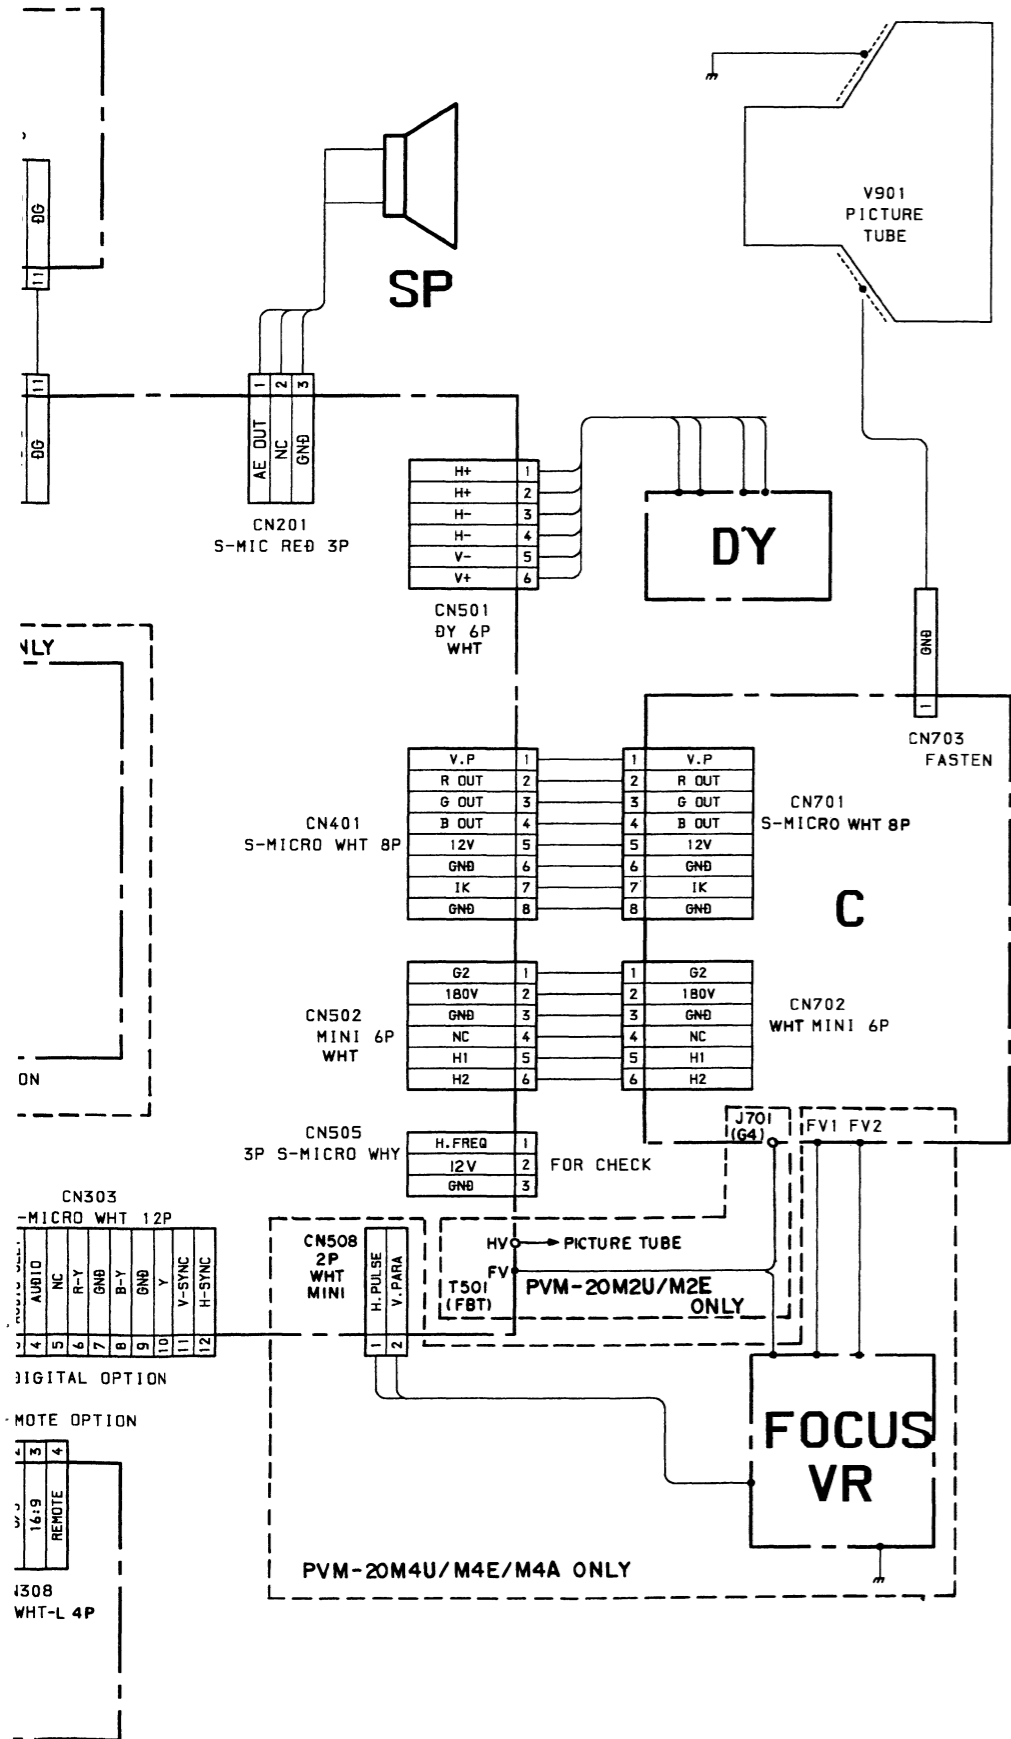 V901
PICTURE
TUBE
DG
11
SP
11
DG
1 2 3
AE OUT
NC
GND
CN201
S-MIC RED 3P
H+ 1
H+ 2
H- 3
H- 4
V- 5
V+ 6
CN501
DY 6P
WHT
DY
GND
1
CN703
FASTEN
CN401
S-MICRO WHT 8P
V.P 1
R OUT 2
G OUT 3
B OUT 4
12V 5
GND 6
IK 7
GND 8
1 V.P
2 R OUT
3 G OUT
4 B OUT
5 12V
6 GND
7 IK
8 GND
CN701
S-MICRO WHT 8P
C
CN502
MINI 6P
WHT
G2 1
180V 2
GND 3
NC 4
H1 5
H2 6
1 G2
2 180V
3 GND
4 NC
5 H1
6 H2
CN702
WHT MINI 6P
ON
CN505
3P S-MICRO WHY
H.FREQ 1
12V 2
GND 3
FOR CHECK
J701
(G4)
FV1 FV2
CN303
-MICRO WHT 12P
AUDIO 4
NC 5
R-Y 6
GND 7
B-Y 8
GND 9
Y 10
V-SYNC 11
H-SYNC 12
IGITAL OPTION
CN508
2P
WHT
MINI
H.PULSE 1
V.PARA 2
HV PICTURE TUBE
FV
T501
(FBT)
PVM-20M2U/M2E
ONLY
MOTE OPTION
3 4
16:9
REMOTE
308
WHT-L 4P
FOCUS
VR
PVM-20M4U/M4E/M4A ONLY